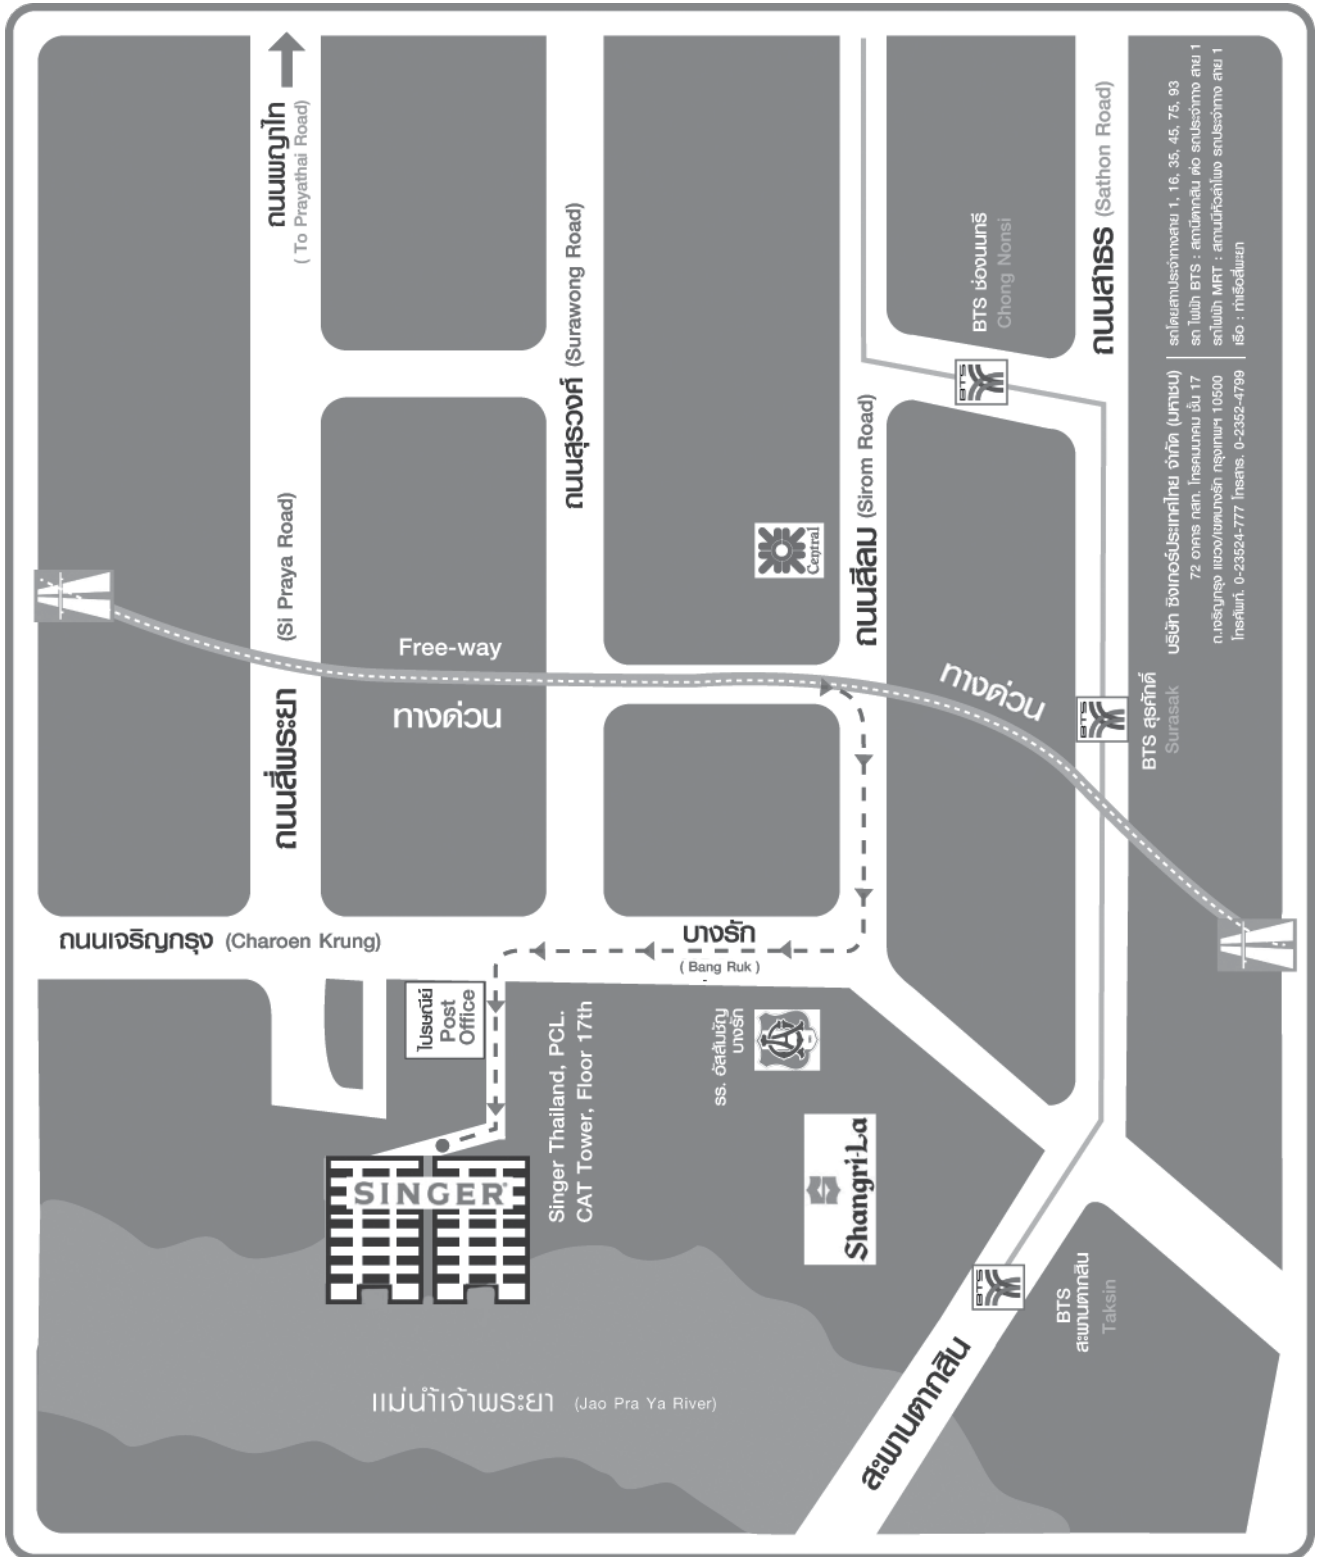 ถนนพญาไท
( To Prayathai Road)
ถนนสุรวงศ์ (Surawong Road)
ถนนสีลม (Sirom Road)
BTS ช่องนนทรี
Chong Nonsi
ถนนสาธร (Sathon Road)
รถโดยสาประจำทางสาย 1, 16, 35, 45, 75, 93
รถไฟฟ้า BTS : สถานีตากสิน ต่อ รถประจำทาง สาย 1
รถไฟฟ้า MRT : สถานนีหัวลำโพง รถประจำทาง สาย 1
เรือ : ท่าเรือสี่พระยา
บริษัท ซิงเกอร์ประเทศไทย จำกัด (มหาชน)
72 อาคาร กสท. โทรคมนาคม ชั้น 17
ถ.เจริญกรุง แขวง/เขตบางรัก กรุงเทพฯ 10500
โทรศัพท์. 0-23524-777 โทรสาร. 0-2352-4799
ถนนสี่พระยา (Si Praya Road)
Central
BTS
Free-way
ทางด่วน
ทางด่วน
BTS
BTS สุรศักดิ์
Surasak
ถนนเจริญกรุง (Charoen Krung)
บางรัก
( Bang Ruk )
ไปรษณีย์
Post
Office
Singer Thailand, PCL.
CAT Tower, Floor 17th
รร. อัสสัมชัญ
บางรัก
SINGER
Shangri-La
BTS
BTS
สะพานตากสิน
Taksin
แม่น้ำเจ้าพระยา (Jao Pra Ya River)
สะพานตากสิน